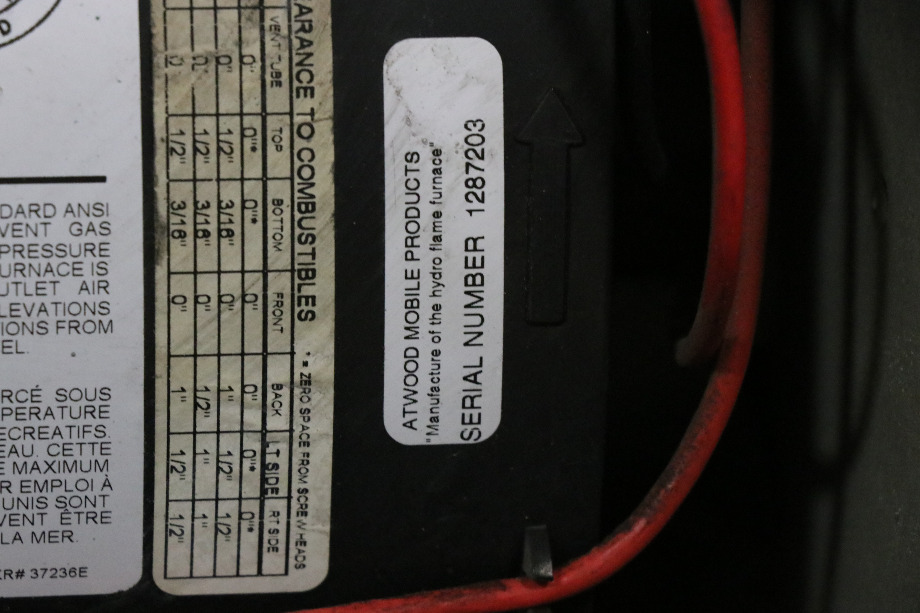 DARD ANSI
VENT GAS
PRESSURE
URNACE IS
UTLET AIR
LEVATIONS
IONS FROM
EL.
RCÉ SOUS
PERATURE
ECREATIFS.
EAU. CETTE
E MAXIMUM
R EMPLOI À
UNIS SONT
VENT ÊTRE
LA MER.
R# 37236E
ARANCE TO COMBUSTIBLES * = ZERO SPACE FROM SCREW HEADS
VENT TUBE TOP BOTTOM FRONT BACK LT SIDE RT SIDE
0" 0"* 0"* 0" 0" 0"* 0"*
0" 1/2" 3/16" 0" 1" 1/2" 1/2"
0" 1/2" 3/16" 0" 1/2" 1" 1"
0" 1/2" 3/16" 0" 1" 1/2" 1/2"
ATWOOD MOBILE PRODUCTS
"Manufacture of the hydro flame furnace"
SERIAL NUMBER 1287203